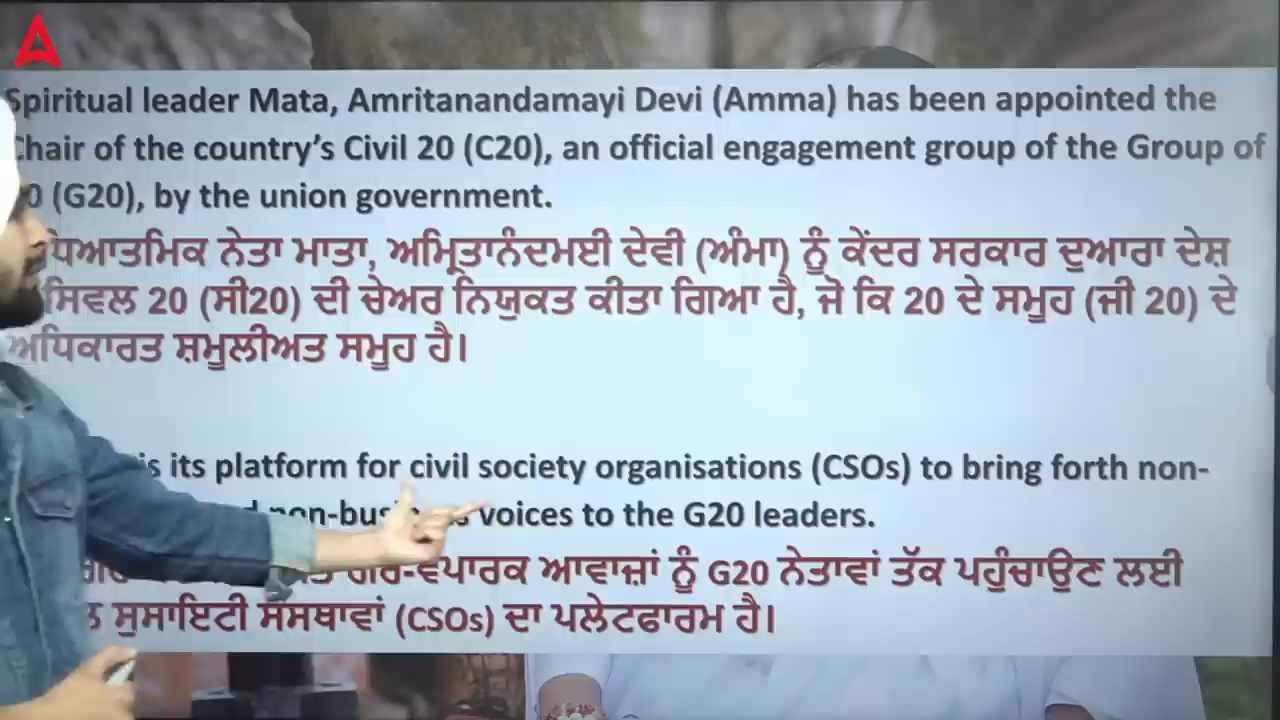 Spiritual leader Mata, Amritanandamayi Devi (Amma) has been appointed the
Chair of the country's Civil 20 (C20), an official engagement group of the Group of
(G20), by the union government.
ਨੇਤਾ ਮਾਤਾ, ਅਮ੍ਰਿਤਾਨੰਦਮਈ ਦੇਵੀ (ਅੰਮਾ) ਨੂੰ ਕੇਂਦਰ ਸਰਕਾਰ ਦੁਆਰਾ ਦੇਸ਼
ਸਿਵਲ 20 (ਸੀ20) ਦੀ ਚੇਅਰ ਨਿਯੁਕਤ ਕੀਤਾ ਗਿਆ ਹੈ, ਜੋ ਕਿ 20 ਦੇ ਸਮੂਹ (ਜੀ 20) ਦੇ
ਅਧਿਕਾਰਤ ਸ਼ਮੂਲੀਅਤ ਸਮੂਹ ਹੈ।
is its platform for civil society organisations (CSOs) to bring forth non-
voices to the G20 leaders.
ਗੈਰ-ਵਪਾਰਕ ਆਵਾਜ਼ਾਂ ਨੂੰ G20 ਨੇਤਾਵਾਂ ਤੱਕ ਪਹੁੰਚਾਉਣ ਲਈ
ਸੁਸਾਇਟੀ ਸੰਸਥਾਵਾਂ (CSOs) ਦਾ ਪਲੇਟਫਾਰਮ ਹੈ।